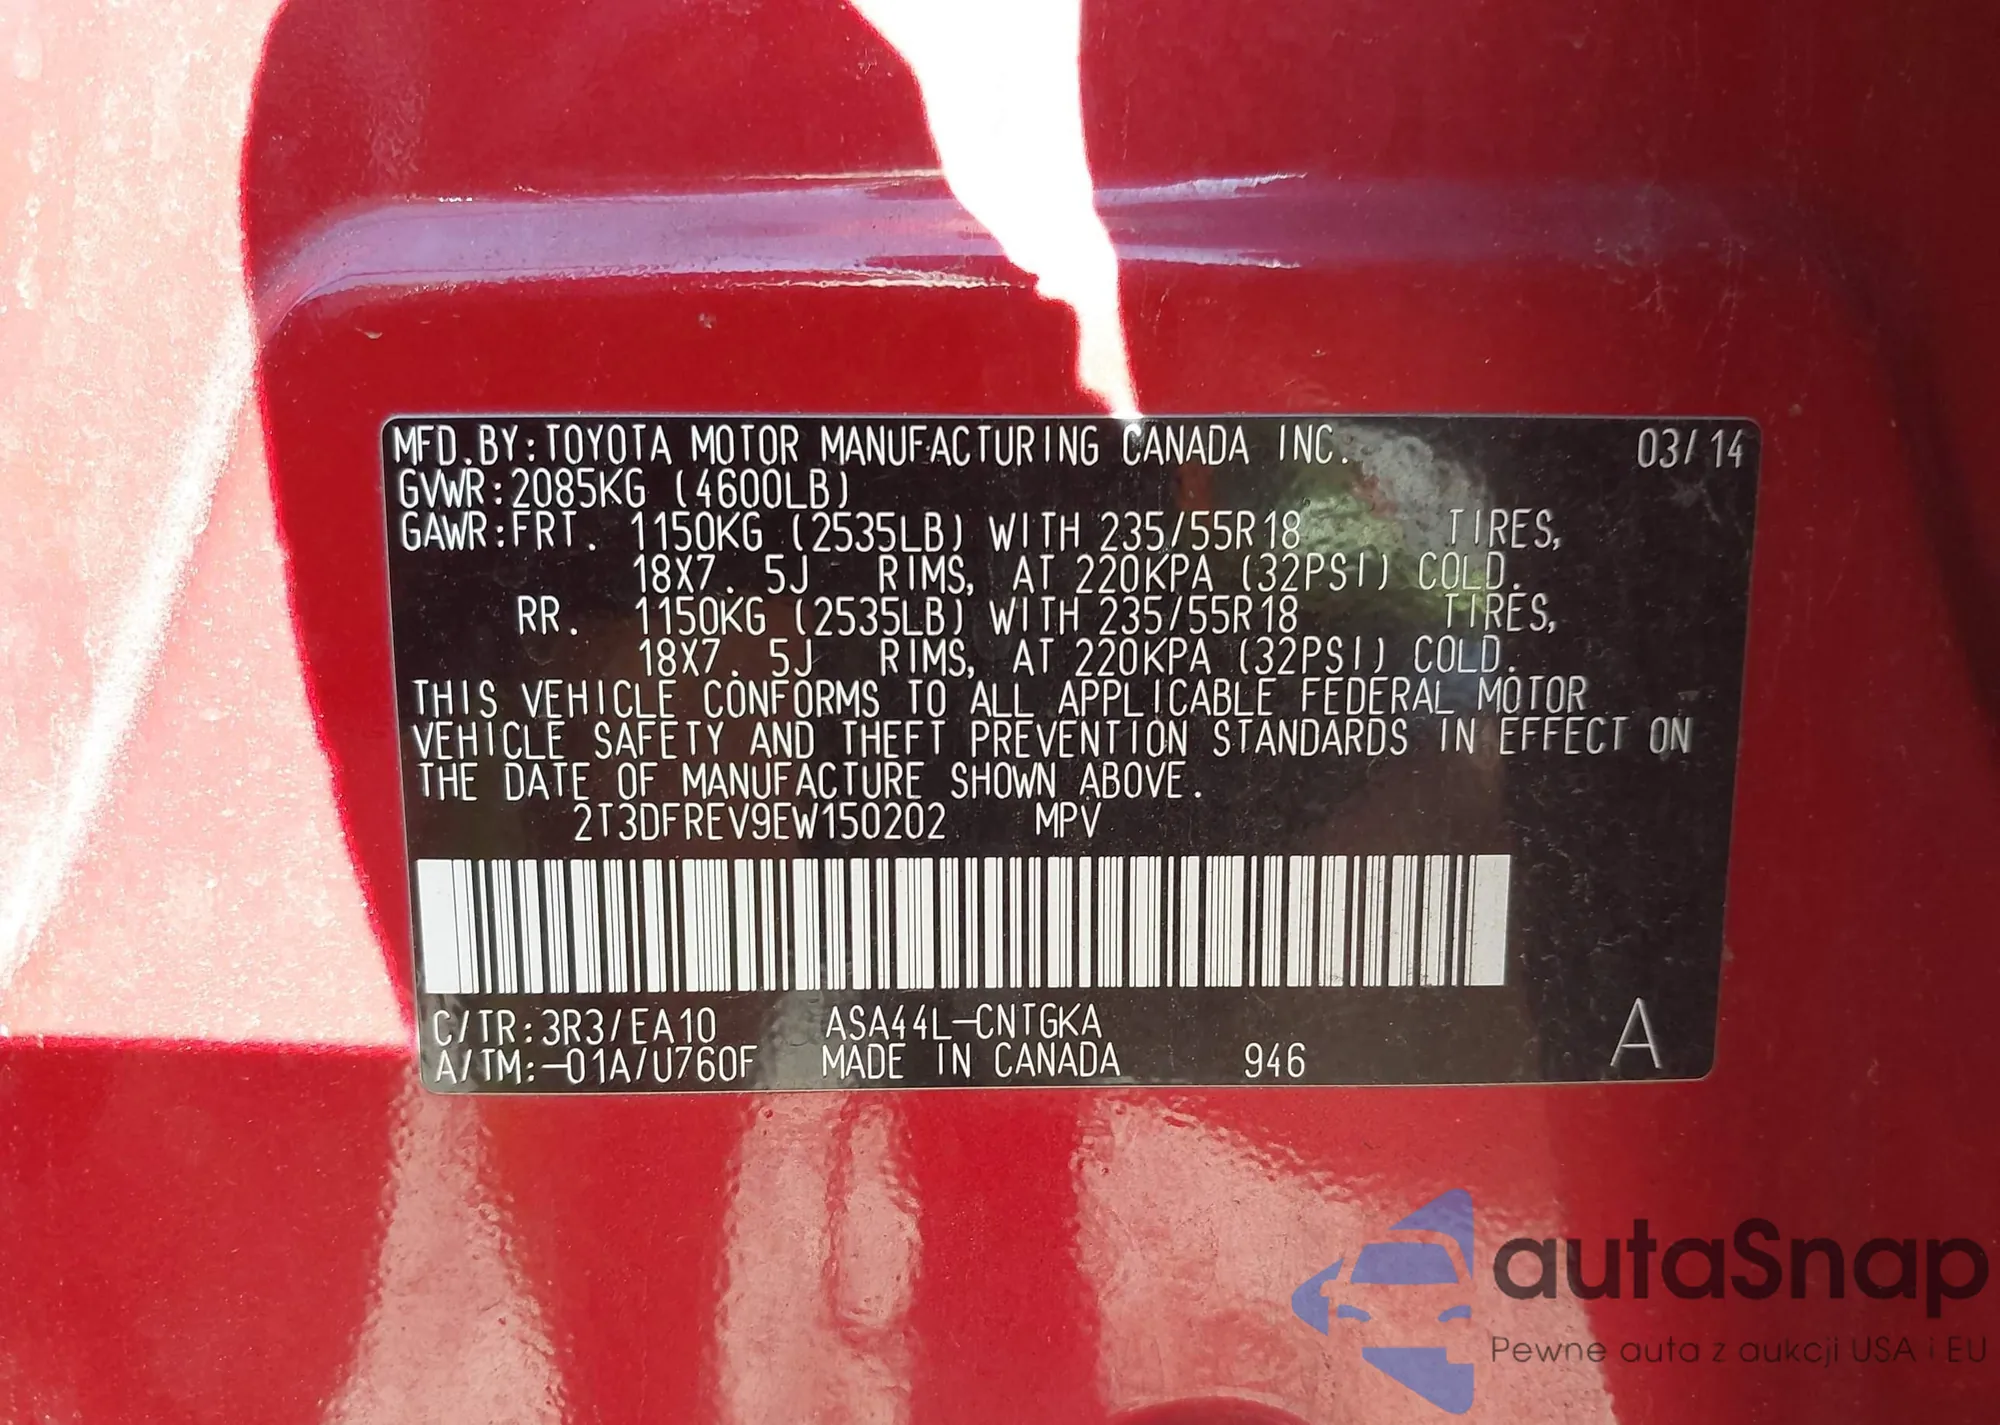 MFD.BY:TOYOTA MOTOR MANUFACTURING CANADA INC. 03/14
GVWR:2085KG (4600LB)
GAWR:FRT. 1150KG (2535LB) WITH 235/55R18 TIRES,
18X7.5J RIMS, AT 220KPA (32PSI) COLD.
RR. 1150KG (2535LB) WITH 235/55R18 TIRES,
18X7.5J RIMS, AT 220KPA (32PSI) COLD.
THIS VEHICLE CONFORMS TO ALL APPLICABLE FEDERAL MOTOR
VEHICLE SAFETY AND THEFT PREVENTION STANDARDS IN EFFECT ON
THE DATE OF MANUFACTURE SHOWN ABOVE.
2T3DFREV9EW150202 MPV
C/TR:3R3/EA10 ASA44L-CNTGKA
A/TM:-01A/U760F MADE IN CANADA 946 A
autaSnap
Pewne auta z aukcji USA i EU